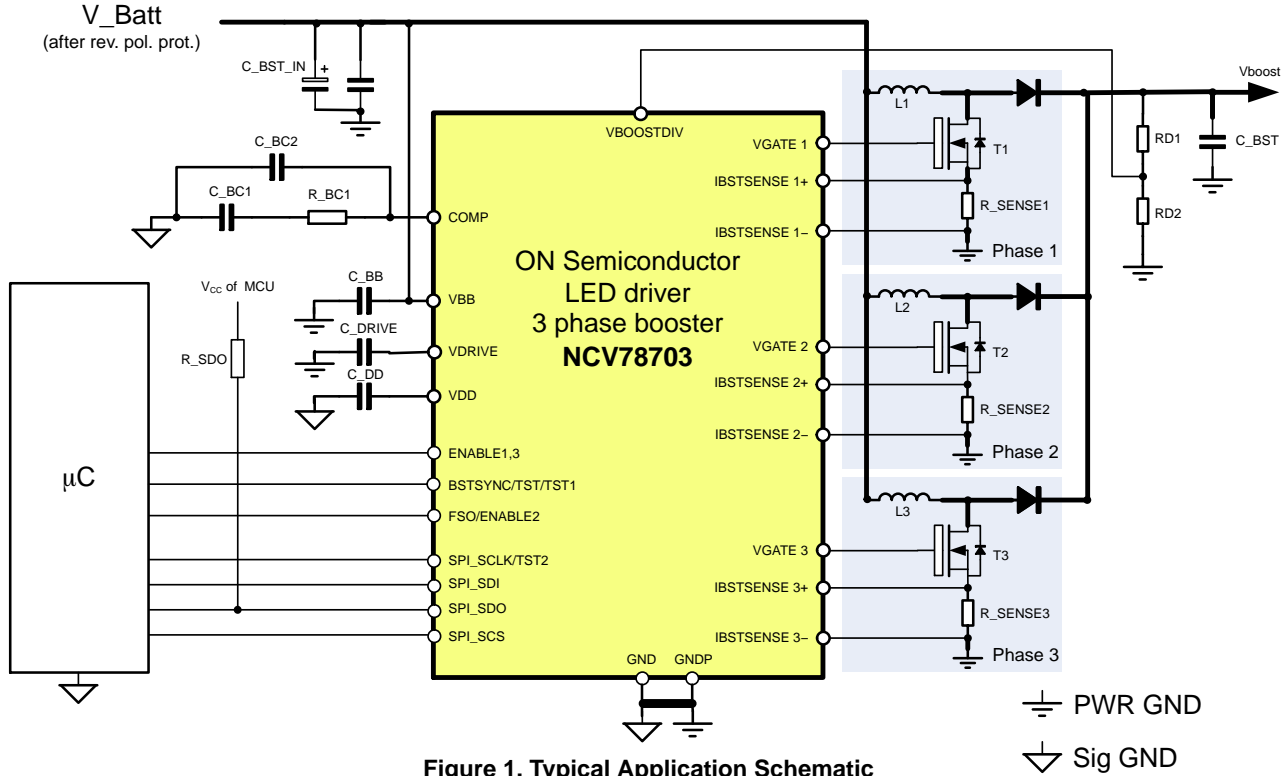 V_Batt
(after rev. pol. prot.)
C_BST_IN
+
C_BC2
C_BC1
R_BC1
C_BB
C_DRIVE
C_DD
VCC of MCU
R_SDO
μC
VBOOSTDIV
COMP
VBB
VDRIVE
VDD
ENABLE1,3
BSTSYNC/TST/TST1
FSO/ENABLE2
SPI_SCLK/TST2
SPI_SDI
SPI_SDO
SPI_SCS
ON Semiconductor
LED driver
3 phase booster
NCV78703
GND
GNDP
VGATE 1
IBSTSENSE 1+
IBSTSENSE 1−
VGATE 2
IBSTSENSE 2+
IBSTSENSE 2−
VGATE 3
IBSTSENSE 3+
IBSTSENSE 3−
L1
T1
R_SENSE1
Phase 1
L2
T2
R_SENSE2
Phase 2
L3
T3
R_SENSE3
Phase 3
Vboost
RD1
C_BST
RD2
PWR GND
Sig GND
Figure 1. Typical Application Schematic